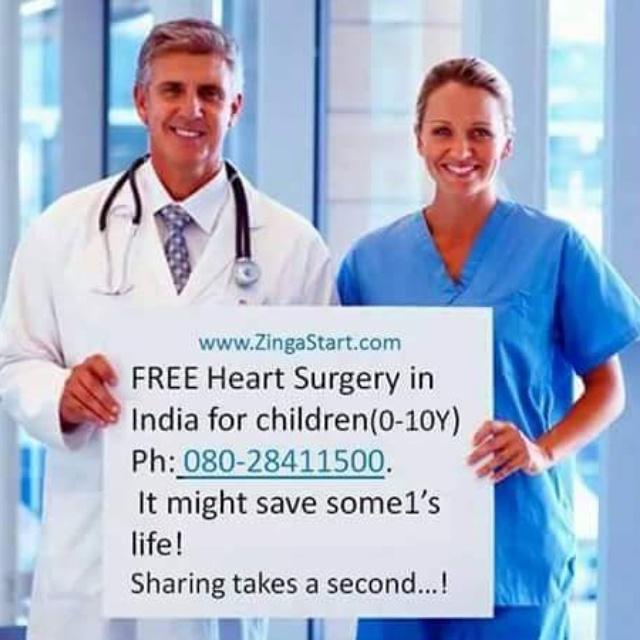 www.ZingaStart.com
FREE Heart Surgery in
India for children(0-10Y)
Ph: 080-28411500.
It might save some1's
life!
Sharing takes a second...!